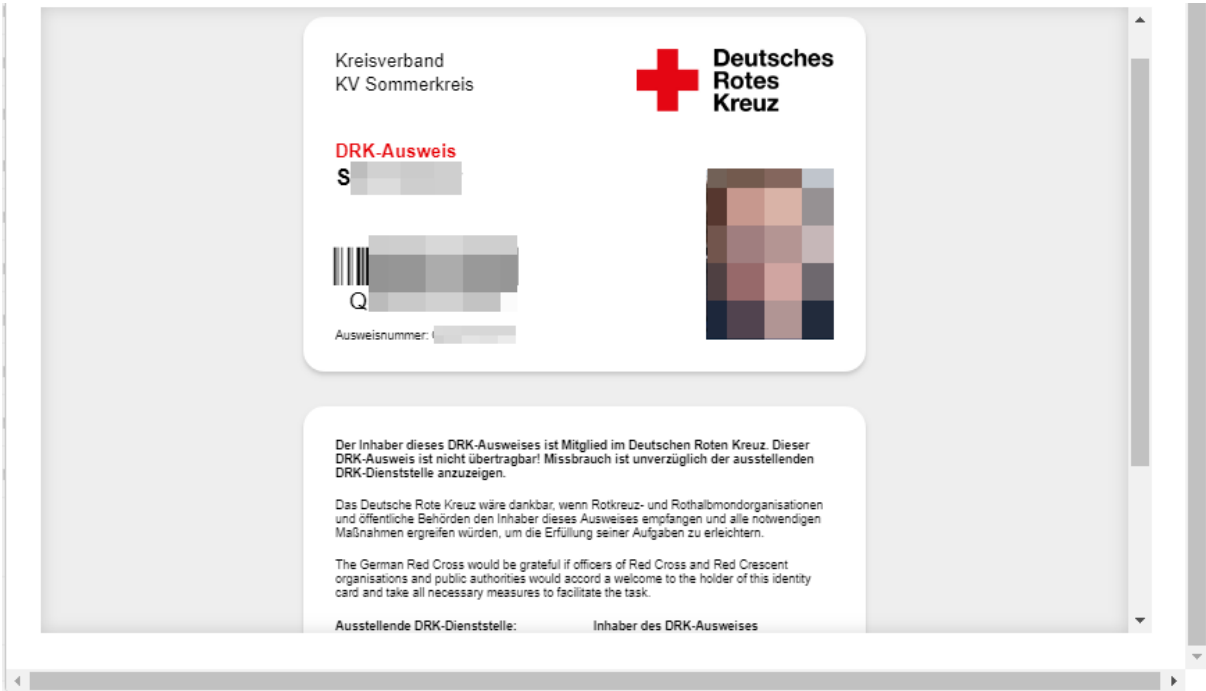 Kreisverband
KV Sommerkreis
Deutsches
Rotes
Kreuz
DRK-Ausweis
S
Q
Ausweisnummer:
Der Inhaber dieses DRK-Ausweises ist Mitglied im Deutschen Roten Kreuz. Dieser
DRK-Ausweis ist nicht übertragbar! Missbrauch ist unverzüglich der ausstellenden
DRK-Dienststelle anzuzeigen.
Das Deutsche Rote Kreuz wäre dankbar, wenn Rotkreuz- und Rothalbmondorganisationen
und öffentliche Behörden den Inhaber dieses Ausweises empfangen und alle notwendigen
Maßnahmen ergreifen würden, um die Erfüllung seiner Aufgaben zu erleichtern.
The German Red Cross would be grateful if officers of Red Cross and Red Crescent
organisations and public authorities would accord a welcome to the holder of this identity
card and take all necessary measures to facilitate the task.
Ausstellende DRK-Dienststelle: Inhaber des DRK-Ausweises